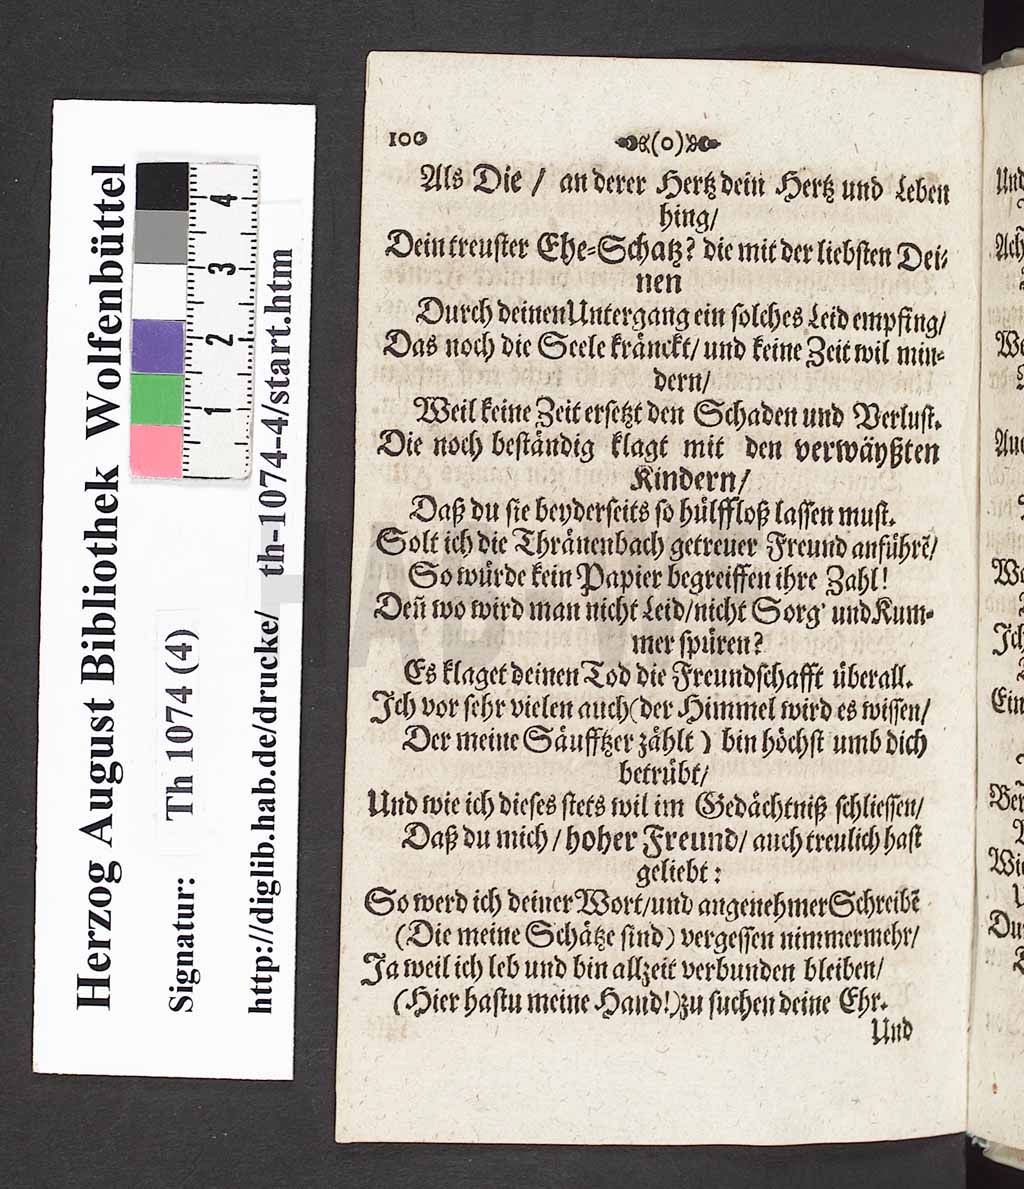 Herzog August Bibliothek Wolfenbüttel
Signatur: Th 1074 (4)
http://diglib.hab.de/drucke/ th-1074-4/start.htm
1 2 3 4
100 (o)
Als Die / an derer Hertz dein Hertz und Leben
hing/
Dein treuster Ehe-Schatz? die mit der liebsten Dei-
nen
Durch deinen Untergang ein solches Leid empfing/
Das noch die Seele kränckt/ und keine Zeit wil min-
dern/
Weil keine Zeit ersetzt den Schaden und Verlust.
Die noch beständig klagt mit den verwäyßten
Kindern/
Daß du sie beyderseits so hülffloß lassen must.
Solt ich die Thränenbach getreuer Freund anführẽ/
So würde kein Papier begreiffen ihre Zahl!
Deñ wo wird man nicht Leid/nicht Sorg' und Kum-
mer spüren?
Es klaget deinen Tod die Freundschafft überall.
Ich vor sehr vielen auch (der Himmel wird es wissen/
Der meine Säufftzer zählt) bin höchst umb dich
betrübt/
Und wie ich dieses stets wil im Gedächtniß schliessen/
Daß du mich/ hoher Freund/ auch treulich hast
geliebt:
So werd ich deiner Wort/und angenehmer Schreibẽ
(Die meine Schätze sind) vergessen nimmermehr/
Ja weil ich leb und bin allzeit verbunden bleiben/
(Hier hastu meine Hand!) zu suchen deine Ehr.
Und